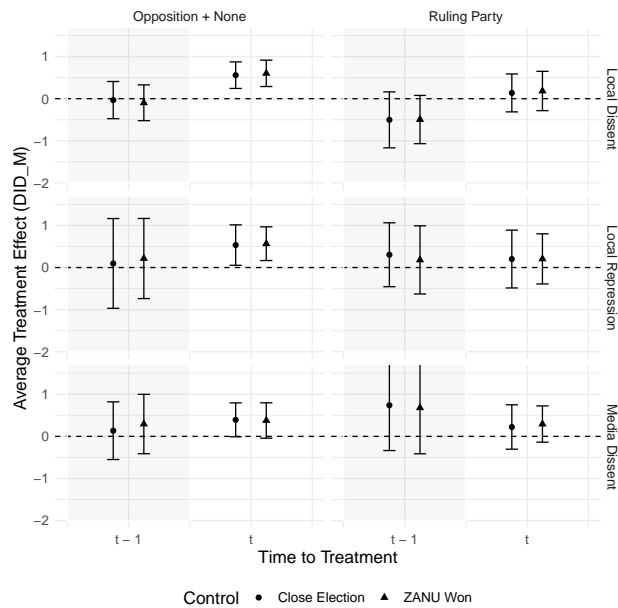 Opposition + None
Ruling Party
Average Treatment Effect (DID_M)
1
0
−1
−2
Local Dissent
1
0
−1
−2
Local Repression
1
0
−1
−2
Media Dissent
t − 1
t
t − 1
t
Time to Treatment
Control
Close Election
ZANU Won